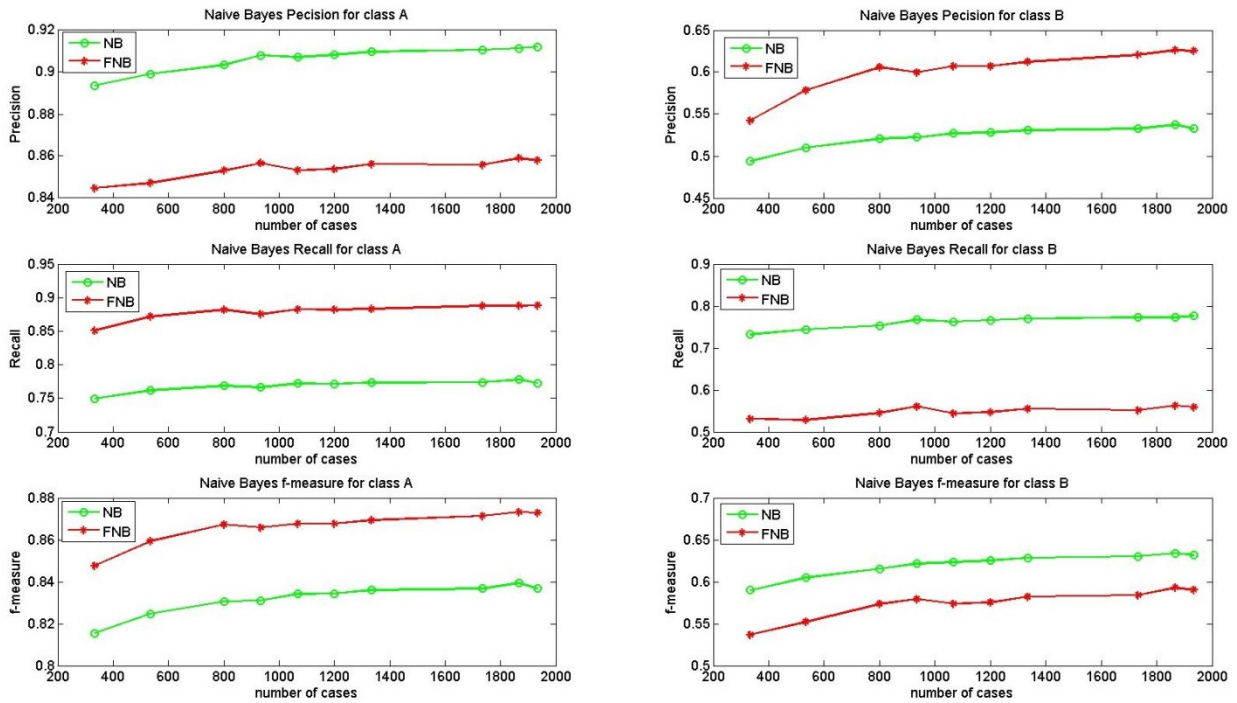 Naive Bayes Pecision for class A
0.92
0.9
0.88
0.86
0.84
Precision
NB
FNB
200 400 600 800 1000 1200 1400 1600 1800 2000
number of cases
Naive Bayes Pecision for class B
0.65
0.6
0.55
0.5
0.45
Precision
NB
FNB
200 400 600 800 1000 1200 1400 1600 1800 2000
number of cases
Naive Bayes Recall for class A
0.95
0.9
0.85
0.8
0.75
0.7
Recall
NB
FNB
200 400 600 800 1000 1200 1400 1600 1800 2000
number of cases
Naive Bayes Recall for class B
0.9
0.8
0.7
0.6
0.5
Recall
NB
FNB
200 400 600 800 1000 1200 1400 1600 1800 2000
number of cases
Naive Bayes f-measure for class A
0.88
0.86
0.84
0.82
0.8
f-measure
NB
FNB
200 400 600 800 1000 1200 1400 1600 1800 2000
number of cases
Naive Bayes f-measure for class B
0.7
0.65
0.6
0.55
0.5
f-measure
NB
FNB
200 400 600 800 1000 1200 1400 1600 1800 2000
number of cases